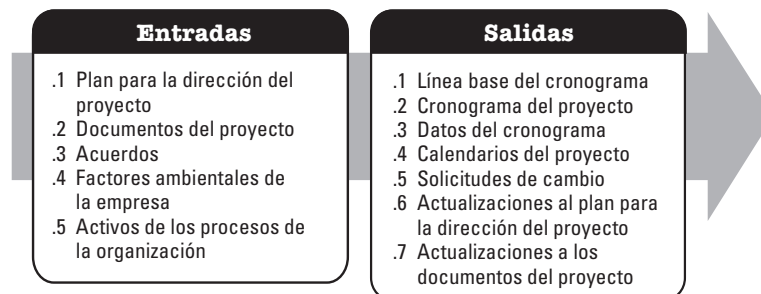 Entradas
.1 Plan para la dirección del
proyecto
.2 Documentos del proyecto
.3 Acuerdos
.4 Factores ambientales de
la empresa
.5 Activos de los procesos de
la organización
Salidas
.1 Línea base del cronograma
.2 Cronograma del proyecto
.3 Datos del cronograma
.4 Calendarios del proyecto
.5 Solicitudes de cambio
.6 Actualizaciones al plan para
la dirección del proyecto
.7 Actualizaciones a los
documentos del proyecto